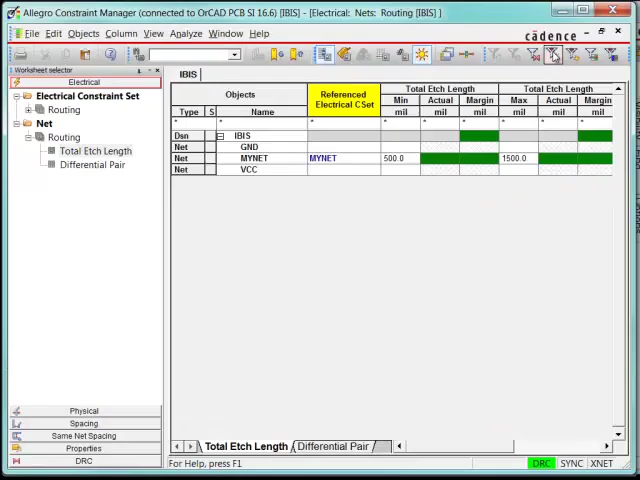 Allegro Constraint Manager (connected to OrCAD PCB SI 16.6) [IBIS] - [Electrical: Nets: Routing [IBIS] ]
File Edit Objects Column View Analyze Window Help
cādence
Worksheet selector
Electrical
Electrical Constraint Set
Routing
Net
Routing
Total Etch Length
Differential Pair
Physical
Spacing
Same Net Spacing
Properties
DRC
IBIS
Objects Referenced Electrical CSet Total Etch Length Total Etch Length
Min Actual Margin Max Actual Margin
Type S Name mil mil mil mil mil mil
* * * * * * * * *
Dsn IBIS
Net GND
Net MYNET MYNET 500.0 1500.0
Net VCC
Total Etch Length Differential Pair
For Help, press F1
DRC SYNC XNET